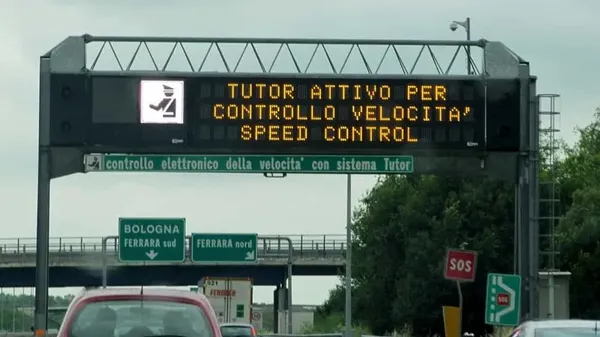 TUTOR ATTIVO PER
CONTROLLO VELOCITA'
SPEED CONTROL
controllo elettronico della velocità con sistema Tutor
BOLOGNA
FERRARA sud
FERRARA nord
SOS
SOS